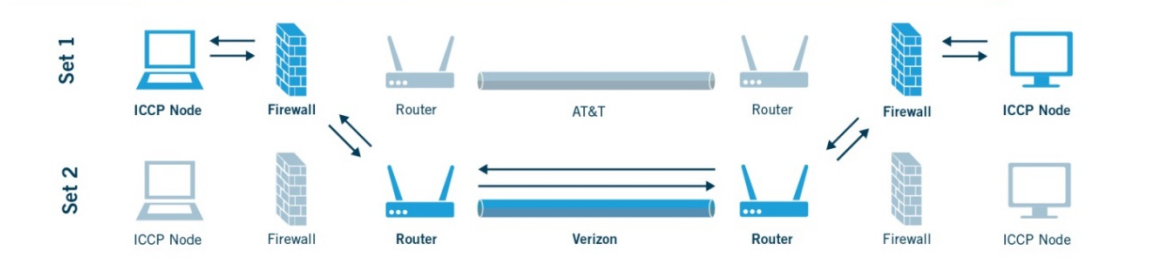 Set 1
ICCP Node
Firewall
Router
AT&T
Router
Firewall
ICCP Node
Set 2
ICCP Node
Firewall
Router
Verizon
Router
Firewall
ICCP Node